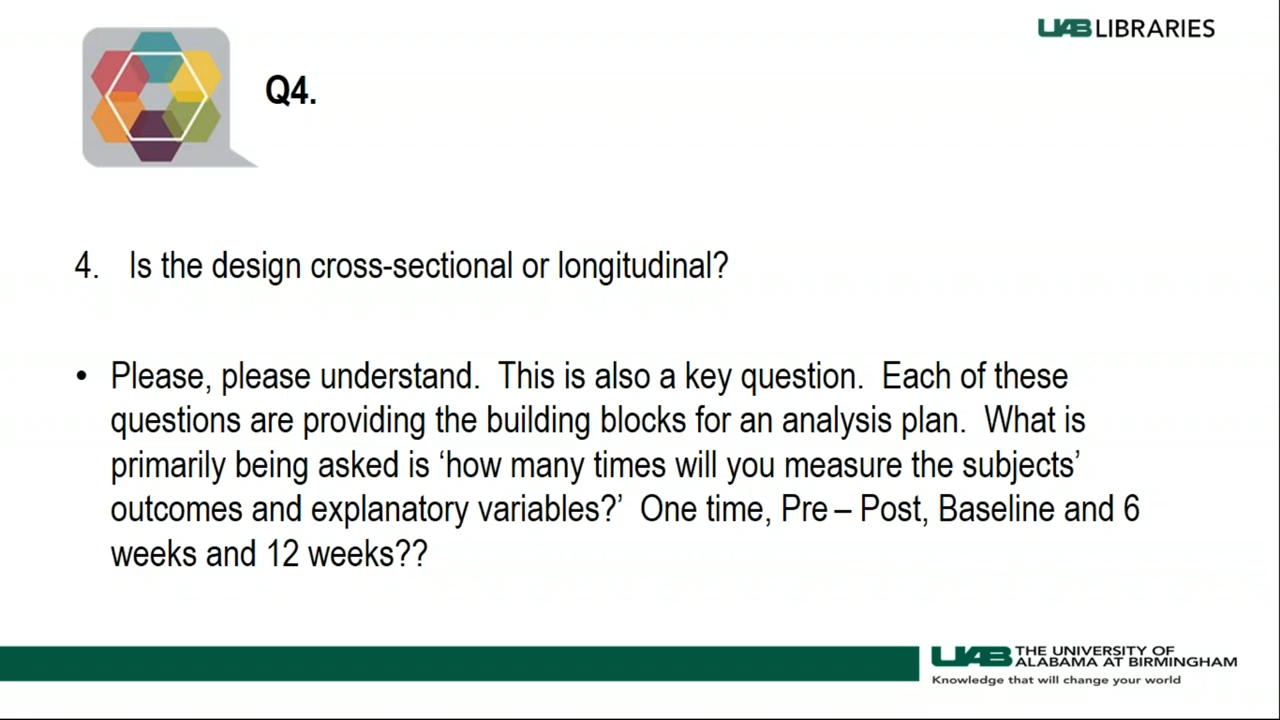 UAB LIBRARIES
Q4.
4. Is the design cross-sectional or longitudinal?
• Please, please understand.  This is also a key question.  Each of these
questions are providing the building blocks for an analysis plan.  What is
primarily being asked is ‘how many times will you measure the subjects’
outcomes and explanatory variables?’  One time, Pre – Post, Baseline and 6
weeks and 12 weeks??
UAB THE UNIVERSITY OF
ALABAMA AT BIRMINGHAM
Knowledge that will change your world